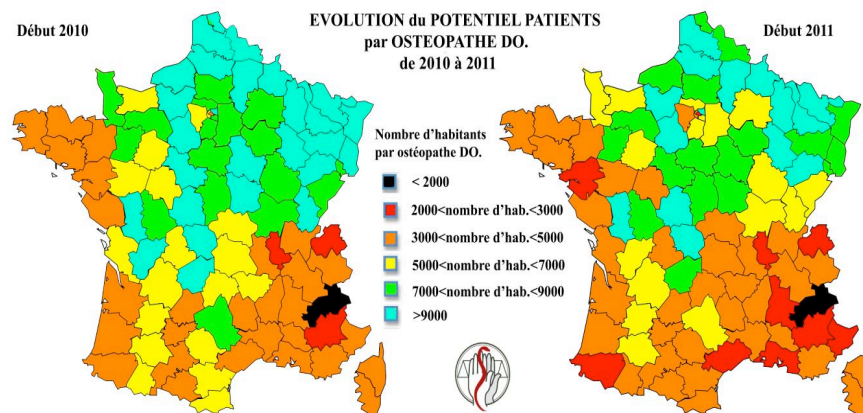 EVOLUTION du POTENTIEL PATIENTS
par OSTEOPATHE DO.
de 2010 à 2011
Début 2010
Début 2011
Nombre d'habitants
par ostéopathe DO.
< 2000
2000<nombre d'hab.<3000
3000<nombre d'hab.<5000
5000<nombre d'hab.<7000
7000<nombre d'hab.<9000
>9000